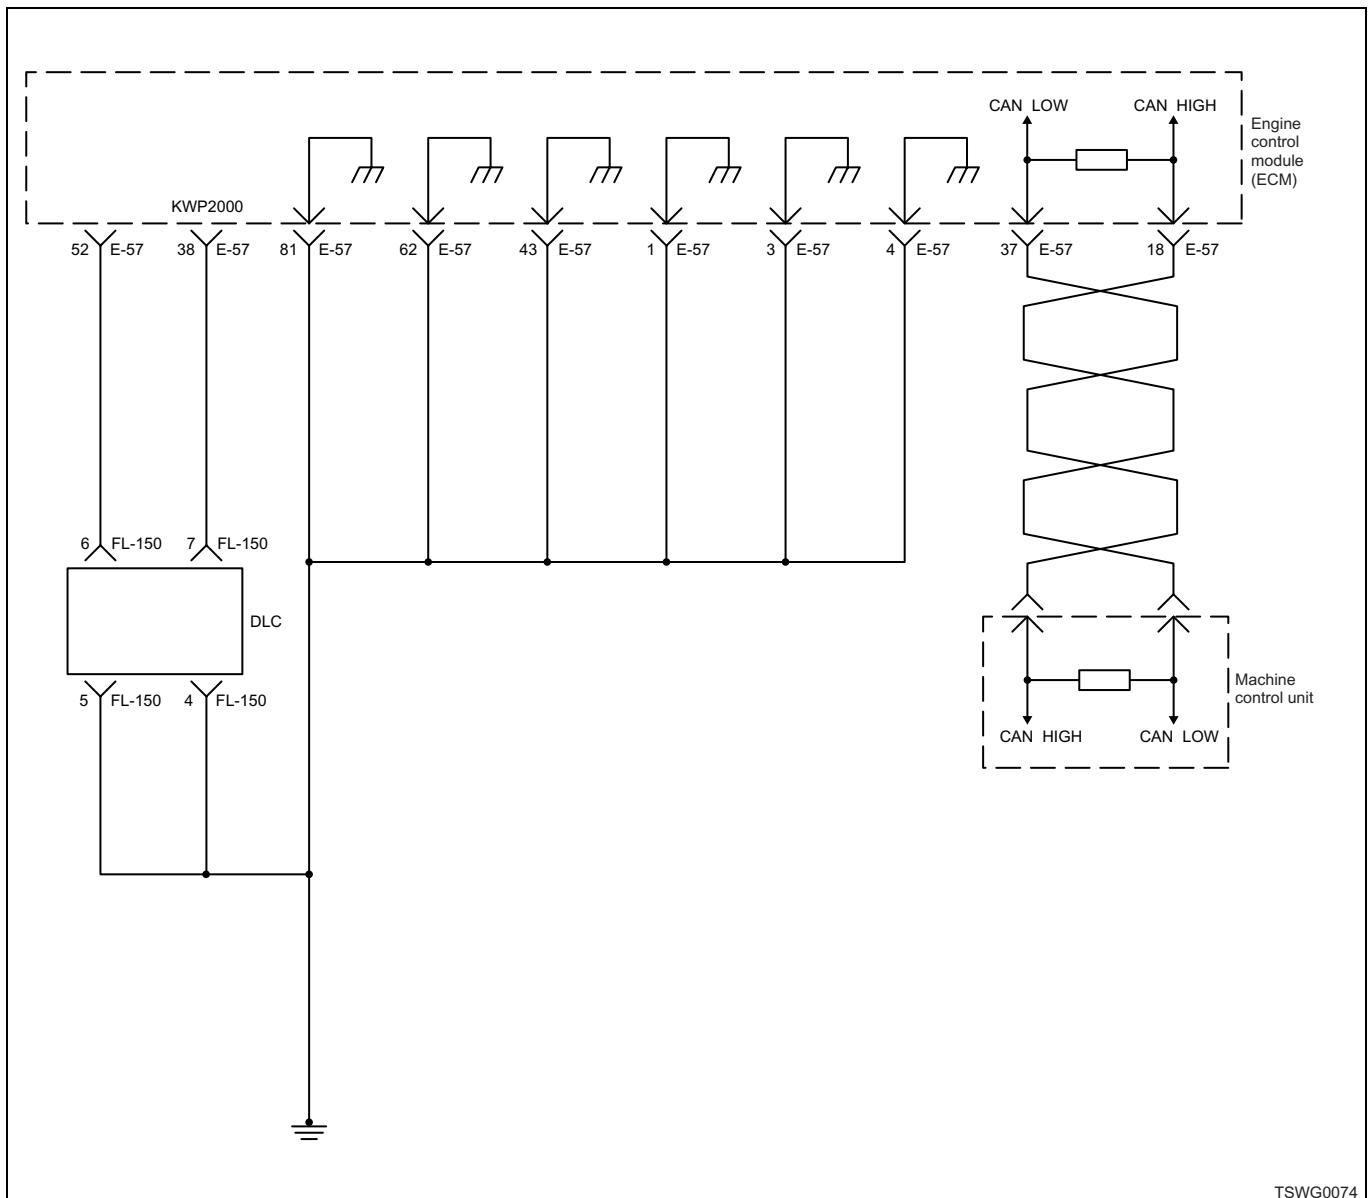 CAN LOW CAN HIGH
Engine
control
module
(ECM)
KWP2000
52 E-57 38 E-57 81 E-57 62 E-57 43 E-57 1 E-57 3 E-57 4 E-57 37 E-57 18 E-57
6 FL-150 7 FL-150
DLC
5 FL-150 4 FL-150
Machine
control unit
CAN HIGH CAN LOW
TSWG0074